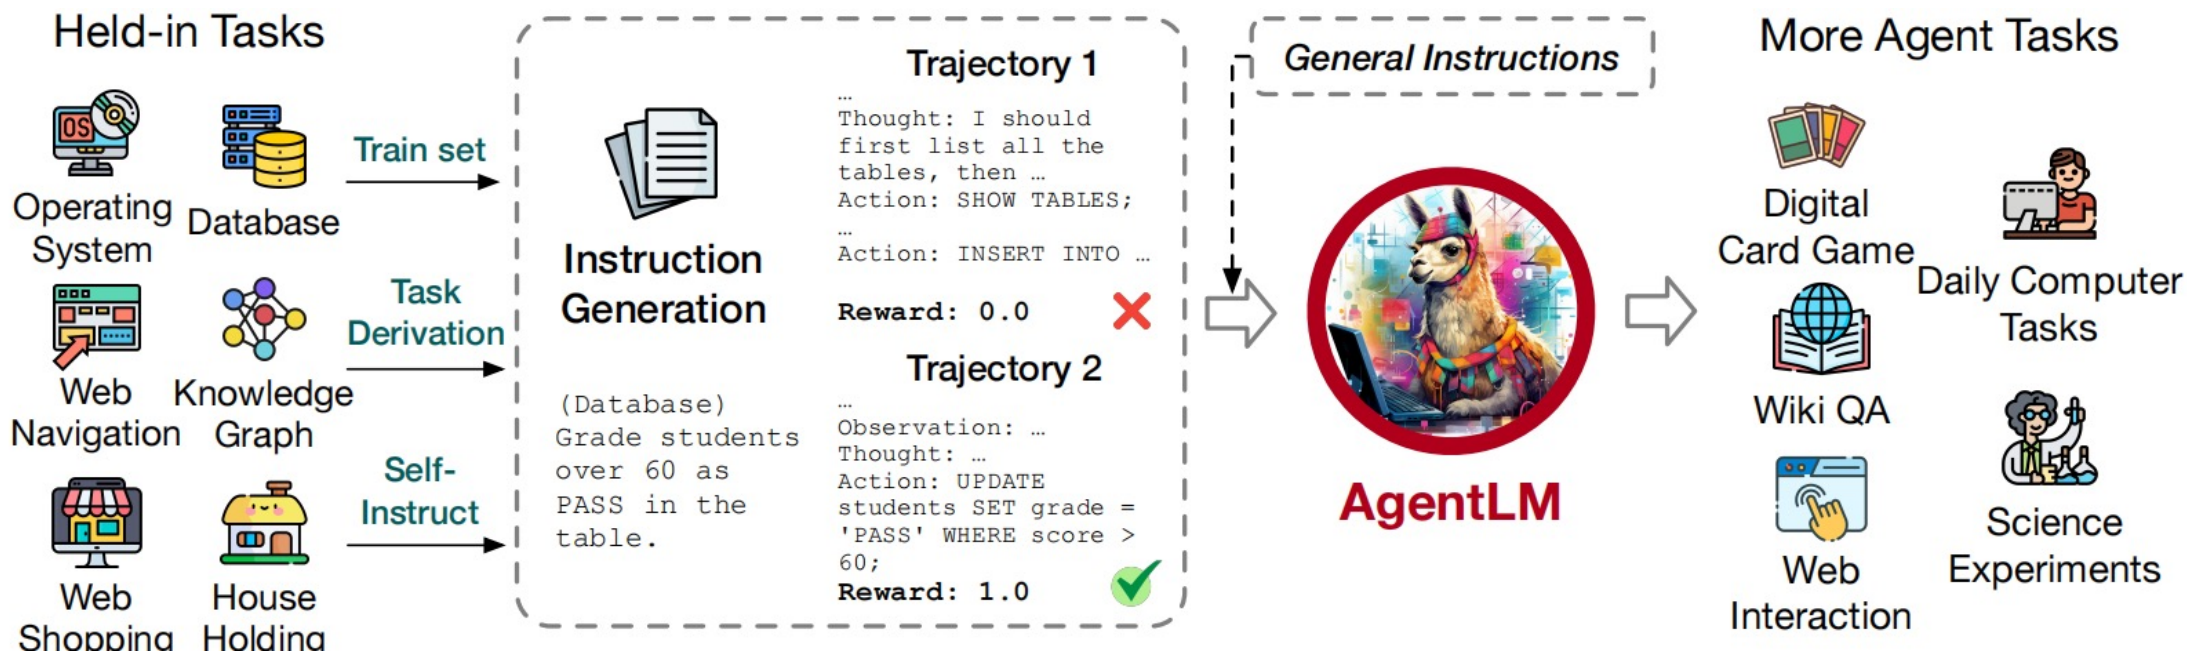 Held-in Tasks
OS
Operating
System
Database
Web
Navigation
Knowledge
Graph
Web
Shopping
House
Holding
Train set
Task
Derivation
Self-
Instruct
Instruction
Generation
(Database)
Grade students
over 60 as
PASS in the
table.
Trajectory 1
…
Thought: I should
first list all the
tables, then …
Action: SHOW TABLES;
…
Action: INSERT INTO …
Reward: 0.0
Trajectory 2
…
Observation: …
Thought: …
Action: UPDATE
students SET grade =
'PASS' WHERE score >
60;
Reward: 1.0
General Instructions
AgentLM
More Agent Tasks
Digital
Card Game
Daily Computer
Tasks
Wiki QA
Science
Experiments
Web
Interaction